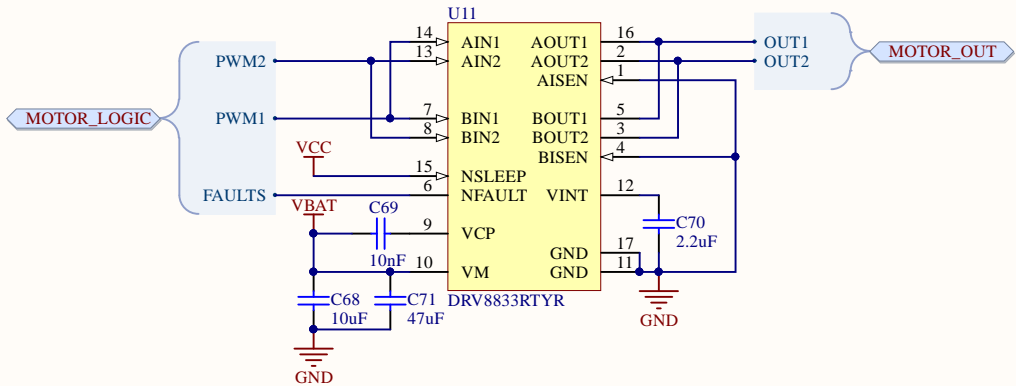 U11
14
AIN1
AOUT1
16
OUT1
13
AIN2
AOUT2
2
OUT2
PWM2
AISEN
1
MOTOR_OUT
MOTOR_LOGIC
PWM1
7
BIN1
BOUT1
5
8
BIN2
BOUT2
3
VCC
BISEN
4
15
NSLEEP
FAULTS
6
NFAULT
VINT
12
VBAT
C69
10nF
9
VCP
C70
2.2uF
GND
17
10
VM
GND
11
C68
10uF
C71
47uF
DRV8833RTYR
GND
GND